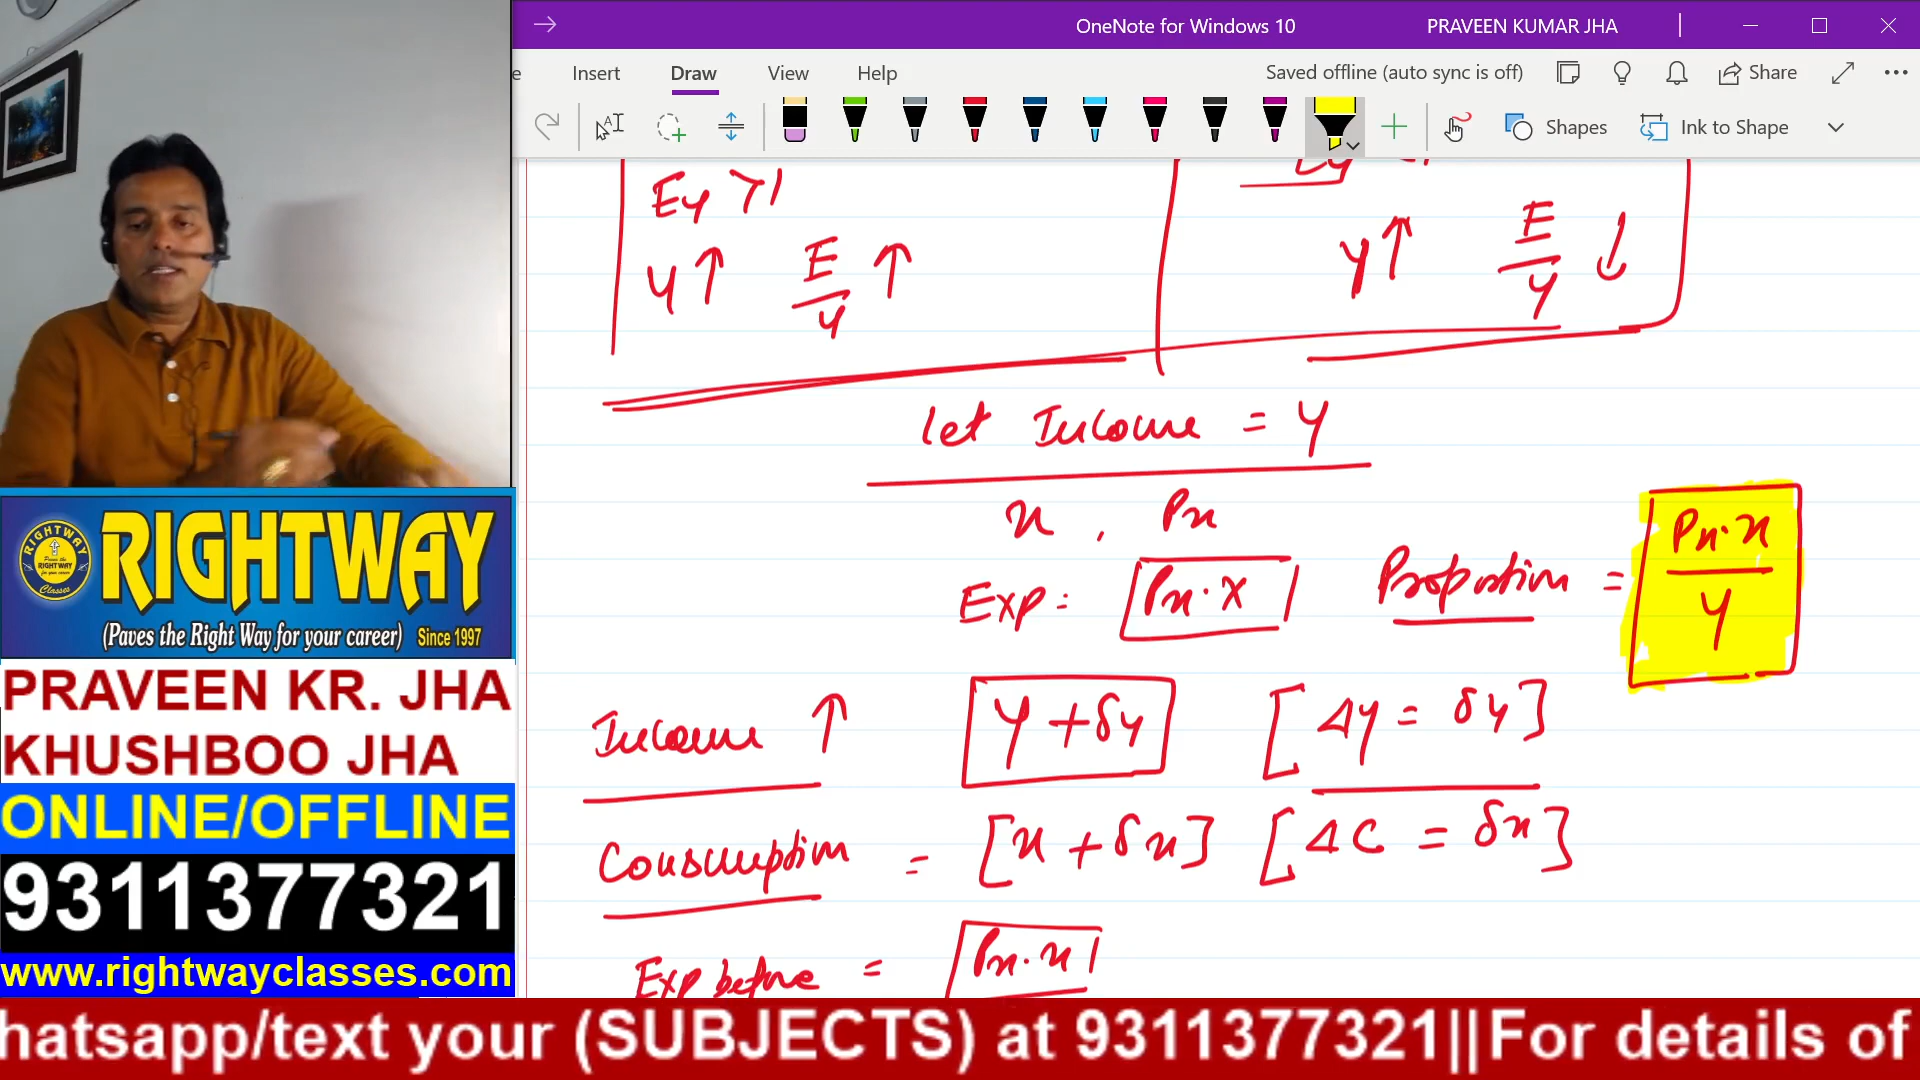 → OneNote for Windows 10 PRAVEEN KUMAR JHA
Insert Draw View Help Saved offline (auto sync is off) Share
Shapes Ink to Shape
Ey >1
y ↑ E/y ↑
y ↑ E/y ↓
let Income = y
x , Px
Exp = Px·x Proportion = Px·x/y
Income ↑ y + δy [Δy = δy]
Consumption = [x + δx] [ΔC = δx]
Exp before = Px·x
RIGHTWAY
Classes
RIGHTWAY
(Paves the Right Way for your career) Since 1997
PRAVEEN KR. JHA
KHUSHBOO JHA
ONLINE/OFFLINE
9311377321
www.rightwayclasses.com
hatsapp/text your (SUBJECTS) at 9311377321||For details of